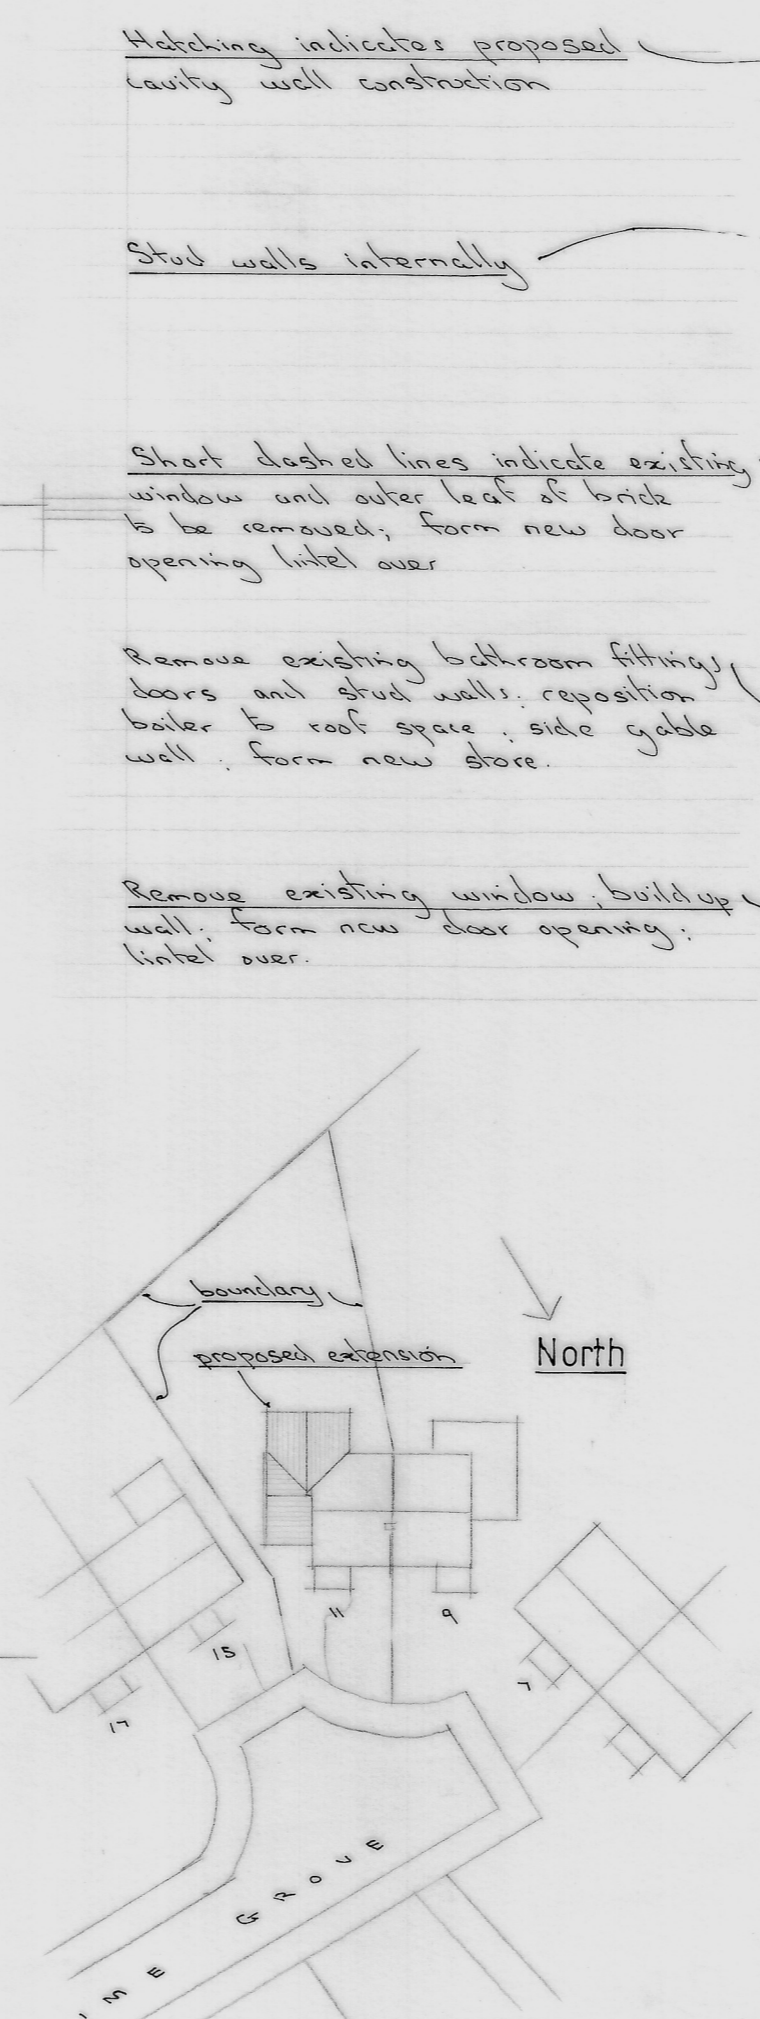 Hatching indicates proposed
cavity wall construction
Stud walls internally
Short dashed lines indicate existing
window and outer leaf of brick
to be removed; form new door
opening lintel over
Remove existing bathroom fittings,
doors and stud walls; reposition
boiler to roof space ; side gable
wall ; form new store.
Remove existing window ; build up
wall; form new door opening;
lintel over.
boundary
proposed extension
North
11
9
15
7
17
GROVE